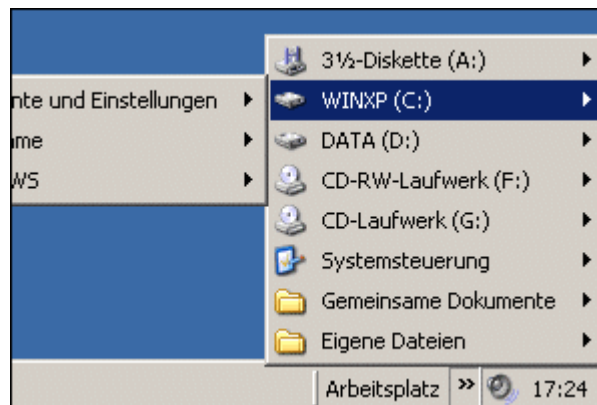 3½-Diskette (A:)
WINXP (C:)
DATA (D:)
CD-RW-Laufwerk (F:)
CD-Laufwerk (G:)
Systemsteuerung
Gemeinsame Dokumente
Eigene Dateien
nte und Einstellungen
me
WS
Arbeitsplatz » 17:24